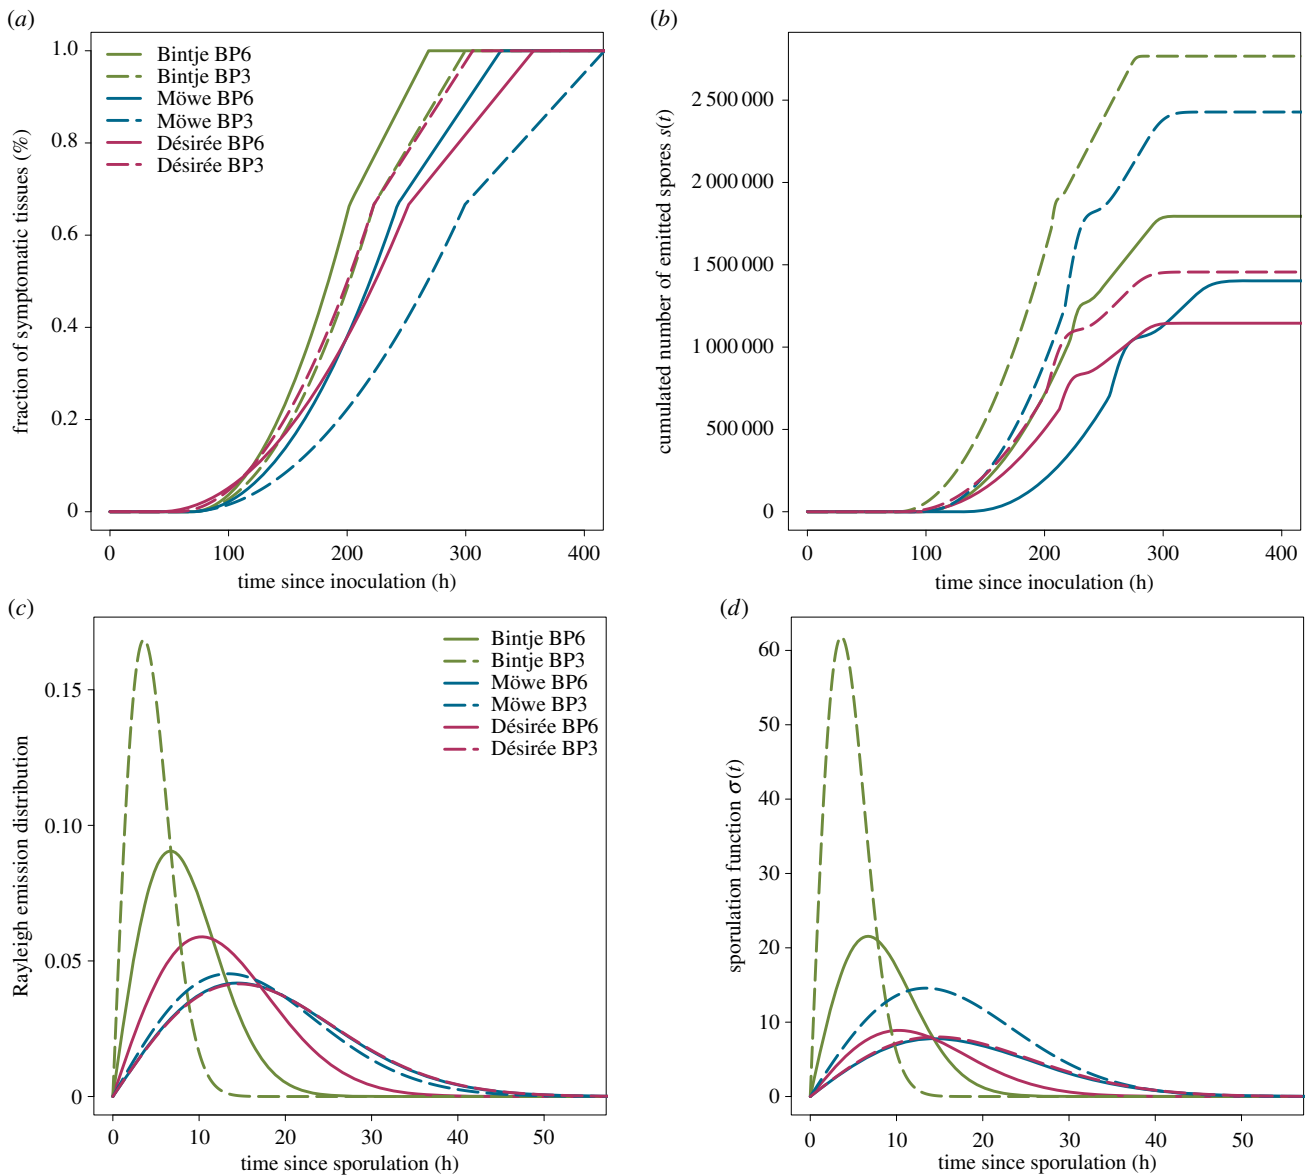 (a)
1.0
0.8
0.6
0.4
0.2
0
fraction of symptomatic tissues (%)
Bintje BP6
Bintje BP3
Möwe BP6
Möwe BP3
Désirée BP6
Désirée BP3
0 100 200 300 400
time since inoculation (h)
(b)
2 500 000
2 000 000
1 500 000
1 000 000
500 000
0
cumulated number of emitted spores s(t)
0 100 200 300 400
time since inoculation (h)
(c)
0.15
0.10
0.05
0
Rayleigh emission distribution
Bintje BP6
Bintje BP3
Möwe BP6
Möwe BP3
Désirée BP6
Désirée BP3
0 10 20 30 40 50
time since sporulation (h)
(d)
60
50
40
30
20
10
0
sporulation function σ(t)
0 10 20 30 40 50
time since sporulation (h)